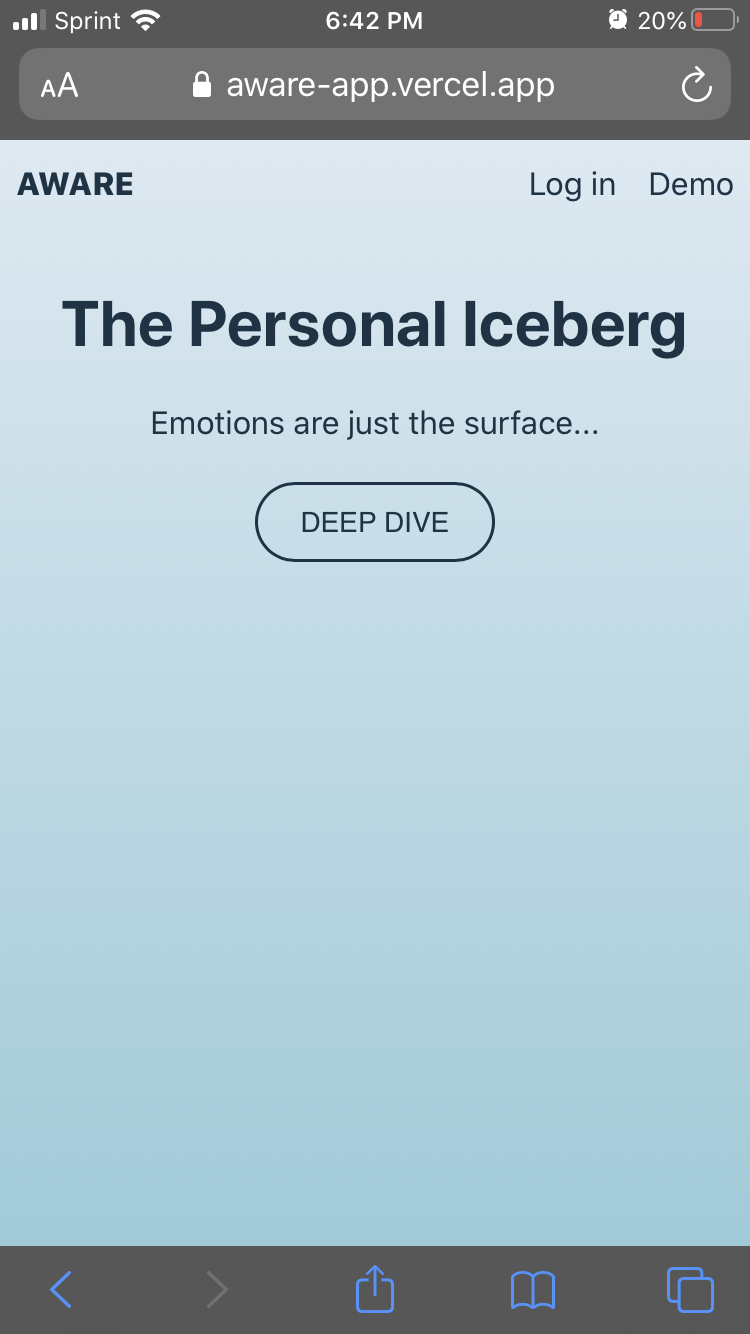 Sprint 6:42 PM 20%
AA aware-app.vercel.app
AWARE Log in Demo
The Personal Iceberg
Emotions are just the surface...
DEEP DIVE